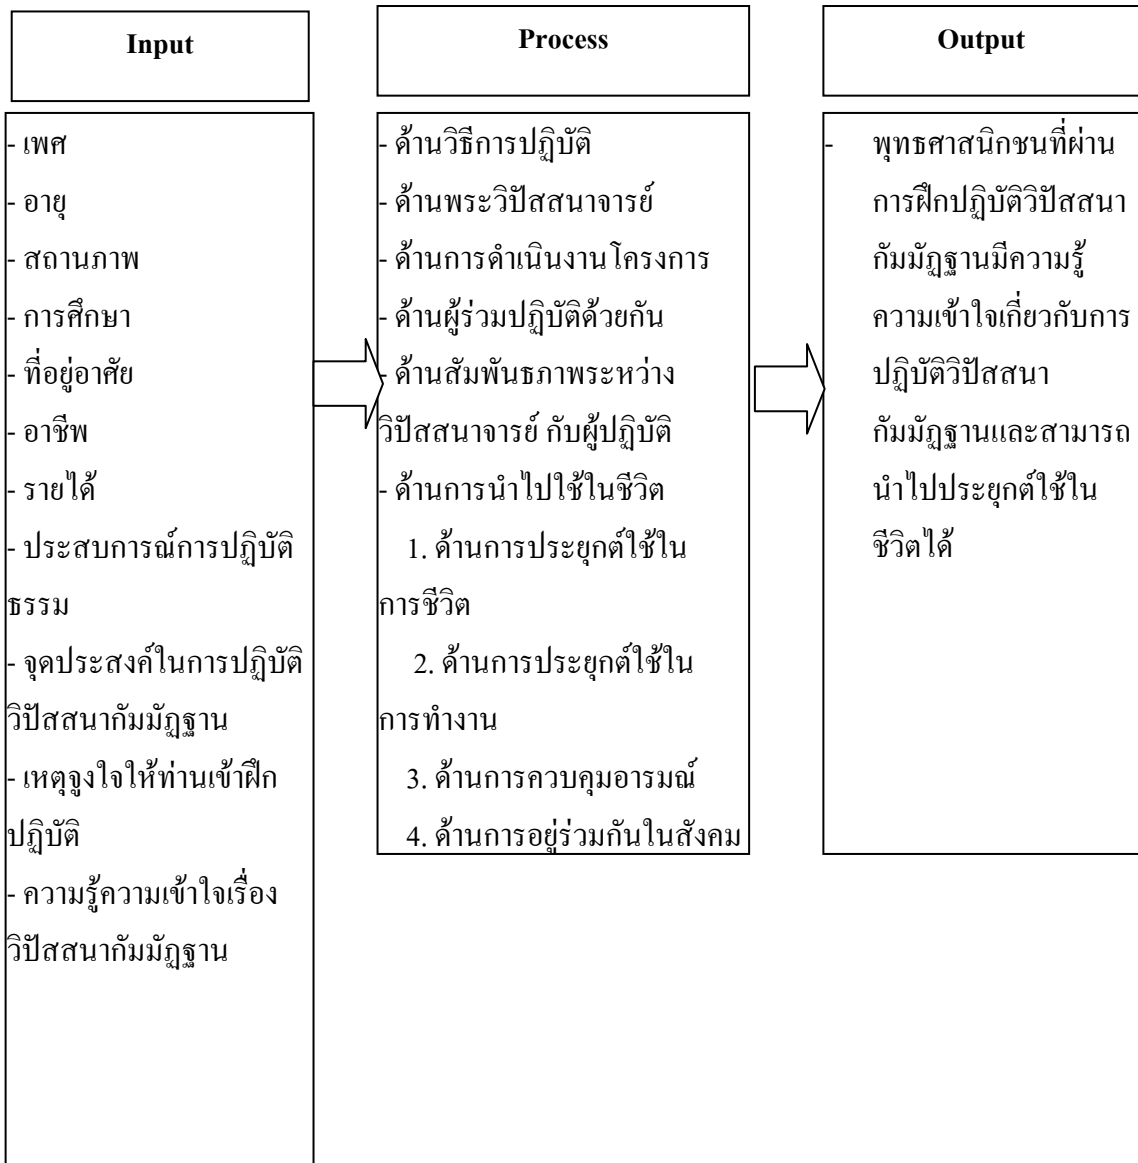 Input
- เพศ
- อายุ
- สถานภาพ
- การศึกษา
- ที่อยู่อาศัย
- อาชีพ
- รายได้
- ประสบการณ์การปฏิบัติ
ธรรม
- จุดประสงค์ในการปฏิบัติ
วิปัสสนากัมมัฏฐาน
- เหตุจูงใจให้ท่านเข้าฝึก
ปฏิบัติ
- ความรู้ความเข้าใจเรื่อง
วิปัสสนากัมมัฏฐาน
Process
- ด้านวิธีการปฏิบัติ
- ด้านพระวิปัสสนาจารย์
- ด้านการดำเนินงานโครงการ
- ด้านผู้ร่วมปฏิบัติด้วยกัน
- ด้านสัมพันธภาพระหว่าง
วิปัสสนาจารย์ กับผู้ปฏิบัติ
- ด้านการนำไปใช้ในชีวิต
1. ด้านการประยุกต์ใช้ใน
การชีวิต
2. ด้านการประยุกต์ใช้ใน
การทำงาน
3. ด้านการควบคุมอารมณ์
4. ด้านการอยู่ร่วมกันในสังคม
Output
- พุทธศาสนิกชนที่ผ่าน
การฝึกปฏิบัติวิปัสสนา
กัมมัฏฐานมีความรู้
ความเข้าใจเกี่ยวกับการ
ปฏิบัติวิปัสสนา
กัมมัฏฐานและสามารถ
นำไปประยุกต์ใช้ใน
ชีวิตได้